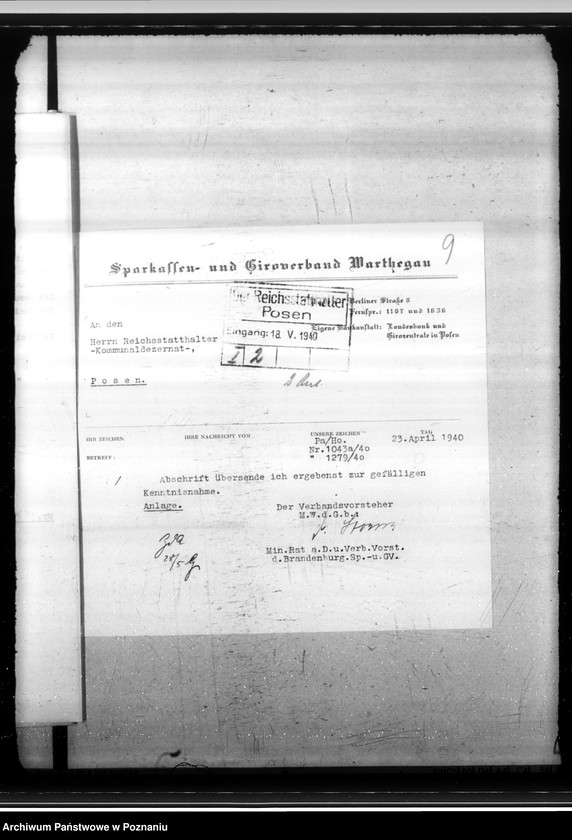 9
Sparkassen- und Giroverband Warthegau
Der Reichsstatthalter
Posen
Eingang: 18. V. 1940
I 2
Berliner Straße 8
Fernspr.: 1107 und 1836
Eigene Bankanstalt: Landesbank und
Girozentrale in Posen
An den
Herrn Reichsstatthalter
-Kommunaldezernat-,
Posen.
IHR ZEICHEN
IHRE NACHRICHT VOM
UNSERE ZEICHEN
TAG
Pa/Ho.
23.April 1940
Nr.1043a/40
" 1279/40
BETREFF:
Abschrift übersende ich ergebenst zur gefälligen
Kenntnisnahme.
Anlage.
Der Verbandsvorsteher
M.W.d.G.b.:
Min.Rat a.D.u.Verb.Vorst.
d.Brandenburg.Sp.-u.GV.
ZdA
Archiwum Państwowe w Poznaniu